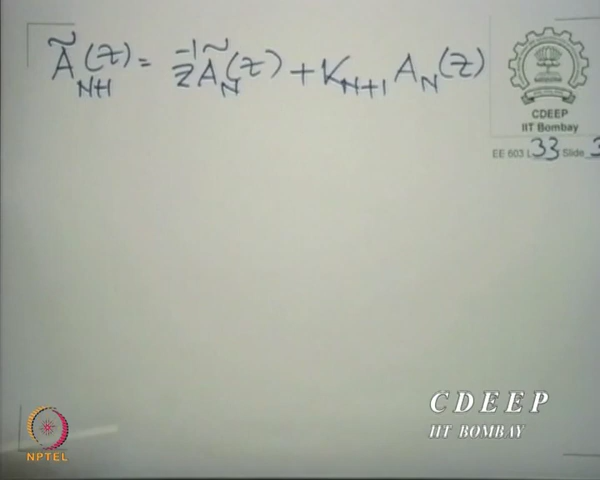 Ã_{N+1}(z) = z^{-1} Ã_N(z) + K_{N+1} A_N(z)
CDEEP
IIT Bombay
EE 603 L 33 Slide 3
CDEEP
IIT BOMBAY
NPTEL